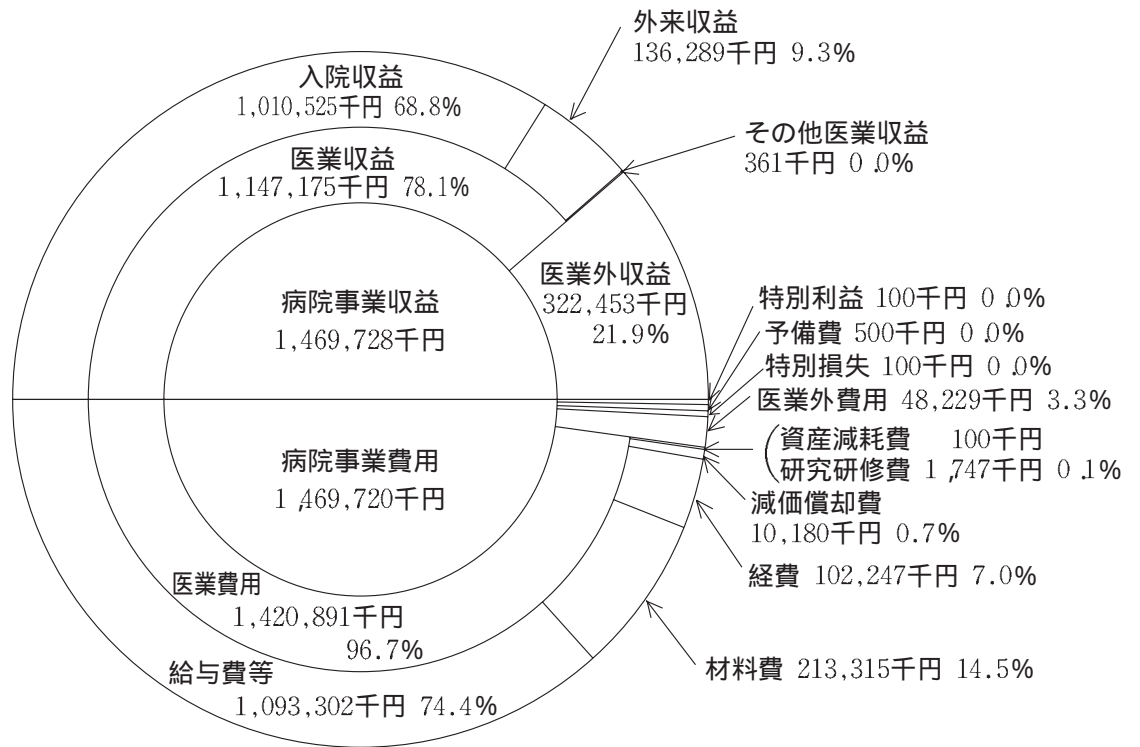 外来収益
136,289千円 9.3%
入院収益
1,010,525千円 68.8%
その他医業収益
361千円 0.0%
医業収益
1,147,175千円 78.1%
医業外収益
322,453千円
21.9%
病院事業収益
1,469,728千円
特別利益 100千円 0.0%
予備費 500千円 0.0%
特別損失 100千円 0.0%
医業外費用 48,229千円 3.3%
資産減耗費 100千円
研究研修費 1,747千円 0.1%
減価償却費
10,180千円 0.7%
経費 102,247千円 7.0%
材料費 213,315千円 14.5%
病院事業費用
1,469,720千円
医業費用
1,420,891千円
96.7%
給与費等
1,093,302千円 74.4%